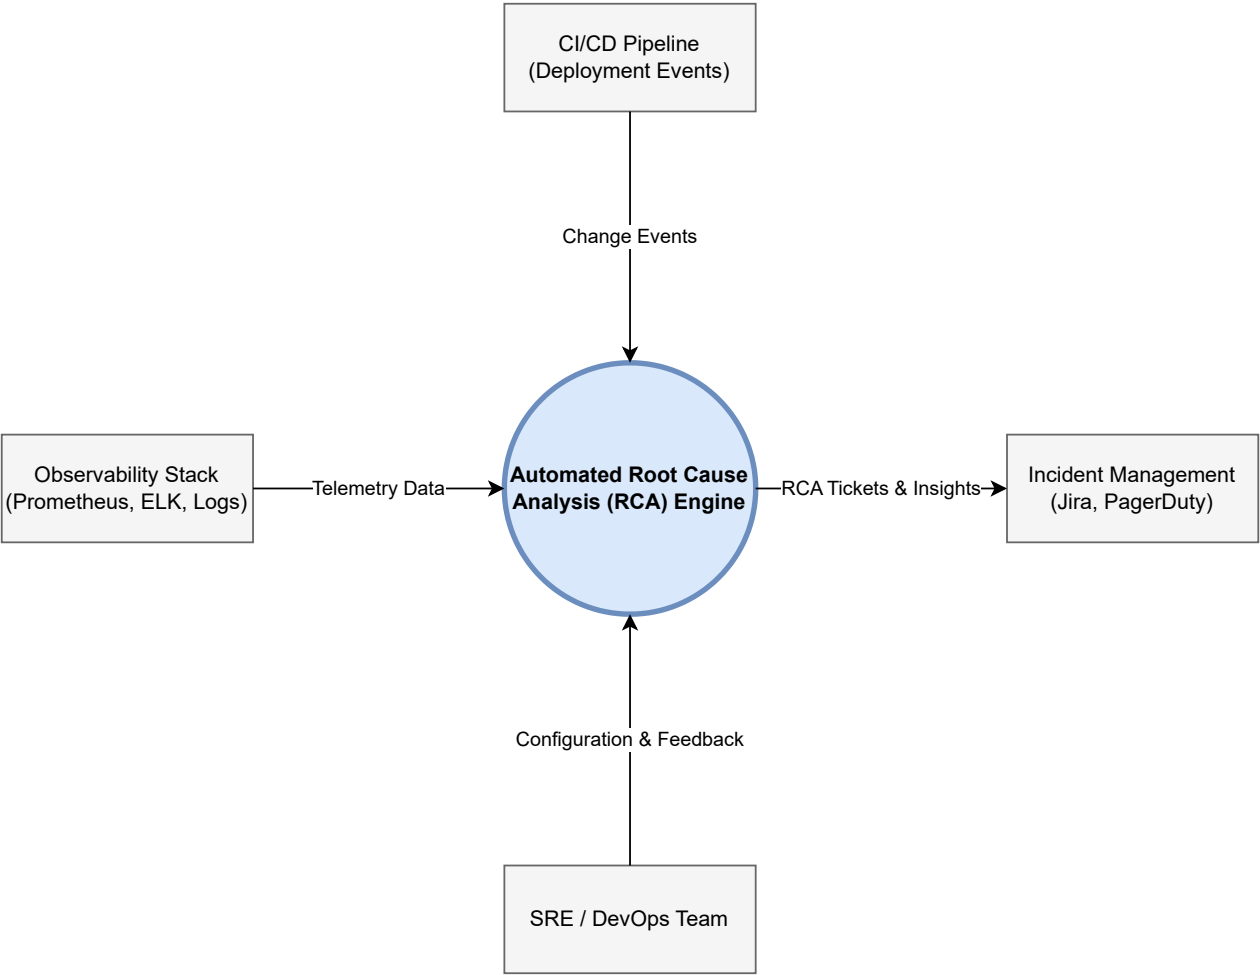 CI/CD Pipeline
(Deployment Events)
Change Events
Observability Stack
(Prometheus, ELK, Logs)
Telemetry Data
Automated Root Cause
Analysis (RCA) Engine
RCA Tickets & Insights
Incident Management
(Jira, PagerDuty)
Configuration & Feedback
SRE / DevOps Team